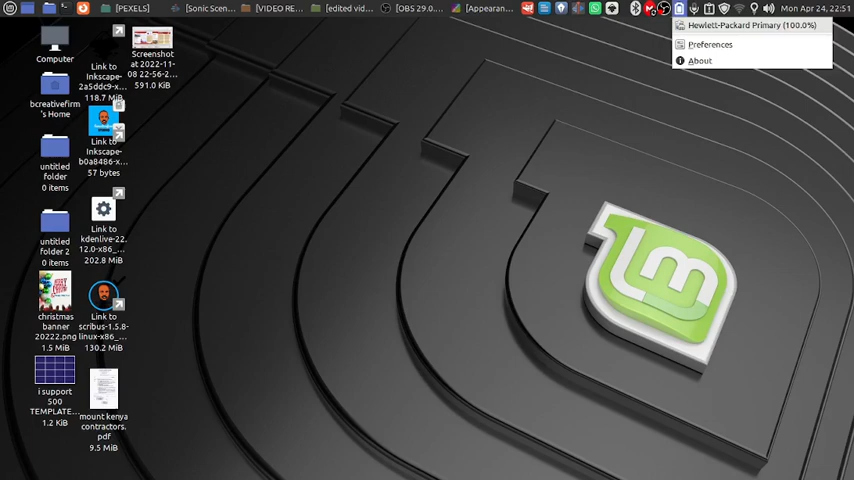 [PEXELS]
[Sonic Scen...
[VIDEO RE...
[edited vid...
[OBS 29.0...
[Appearan...
Mon Apr 24, 22:51
Hewlett-Packard Primary (100.0%)
Preferences
About
Computer
bcreativefirm's Home
untitled
folder
0 items
untitled
folder 2
0 items
christmas
banner
20222.png
1.5 MiB
i support
500
TEMPLATE...
1.2 KiB
Link to
Inkscape-
2a5ddc9-x...
118.7 MiB
Link to
Inkscape-
b0a8486-x...
57 bytes
Link to
kdenlive-22.
12.0-x86_...
202.8 MiB
Link to
scribus-1.5.8-
linux-x86_...
130.2 MiB
mount kenya
contractors.
pdf
9.5 MiB
Screenshot
at 2022-11-
08 22-56-2...
591.0 KiB
lm